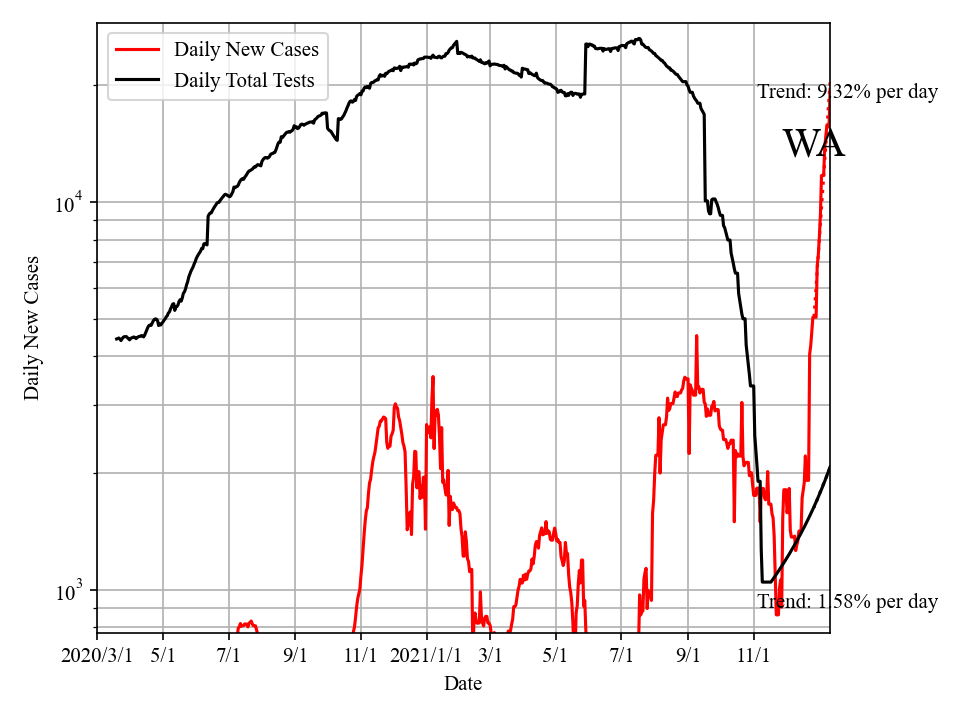 Daily New Cases
Daily Total Tests
Trend: 9.32% per day
WA
10^4
Daily New Cases
10^3
Trend: 1.58% per day
2020/3/1 5/1 7/1 9/1 11/1 2021/1/1 3/1 5/1 7/1 9/1 11/1
Date